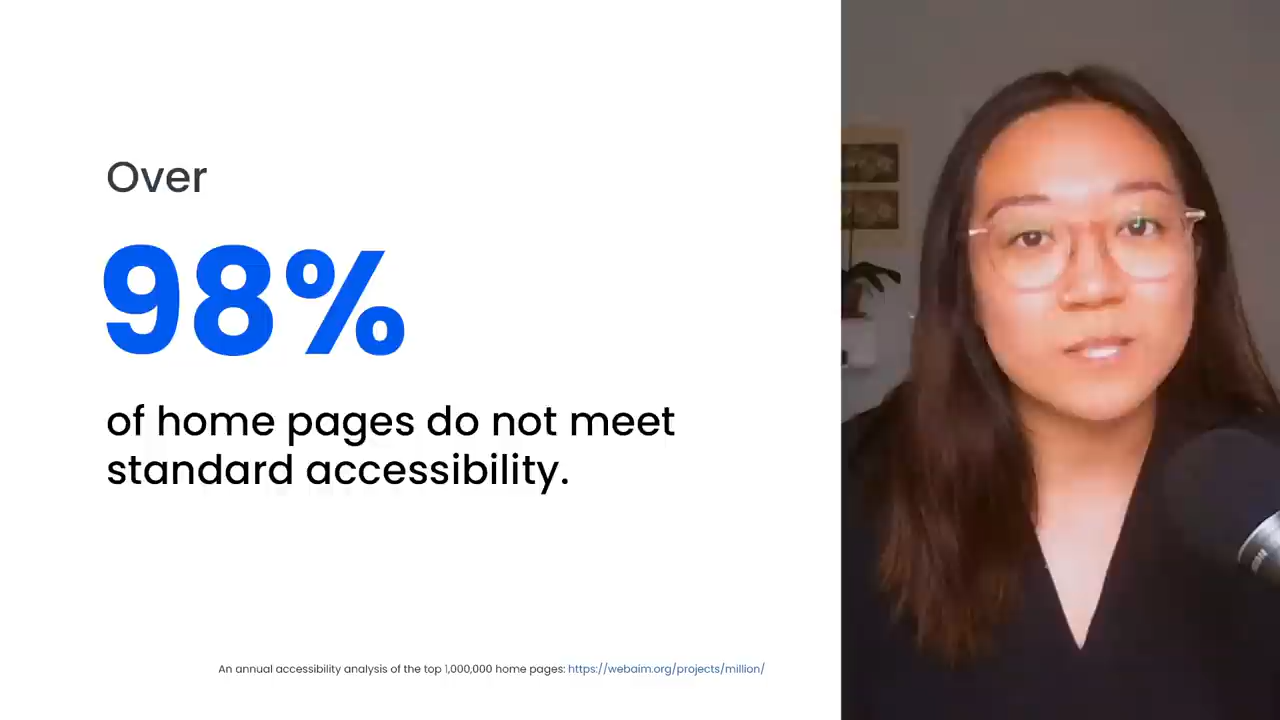 Over
98%
of home pages do not meet
standard accessibility.
An annual accessibility analysis of the top 1,000,000 home pages: https://webaim.org/projects/million/